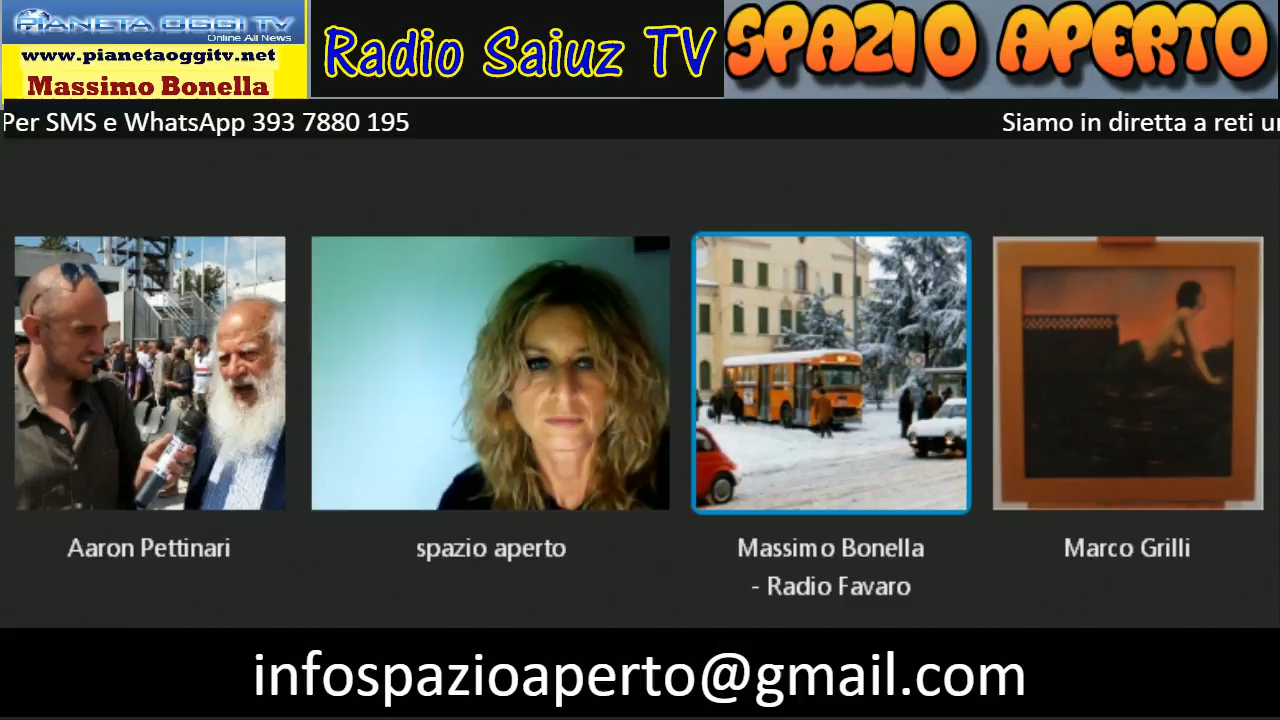 PIANETA OGGI TV
Online All News
www.pianetaoggitv.net
Massimo Bonella
Radio Saiuz TV
SPAZIO APERTO
Per SMS e WhatsApp 393 7880 195
Siamo in diretta a reti
Aaron Pettinari
spazio aperto
Massimo Bonella
- Radio Favaro
Marco Grilli
infospazioaperto@gmail.com